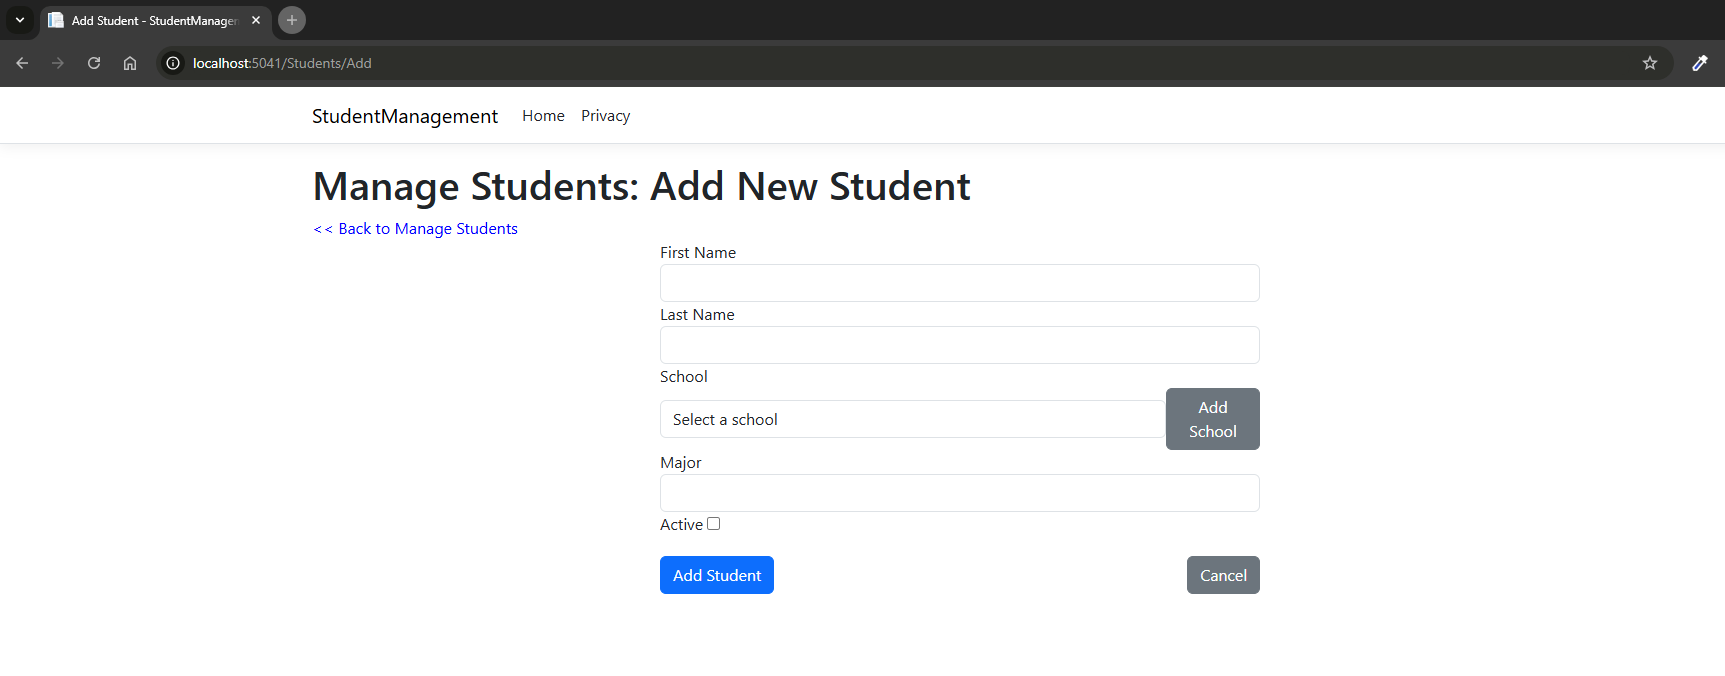 Add Student - StudentManagem
localhost:5041/Students/Add
StudentManagement Home Privacy
Manage Students: Add New Student
<< Back to Manage Students
First Name
Last Name
School
Select a school
Add
School
Major
Active
Add Student Cancel